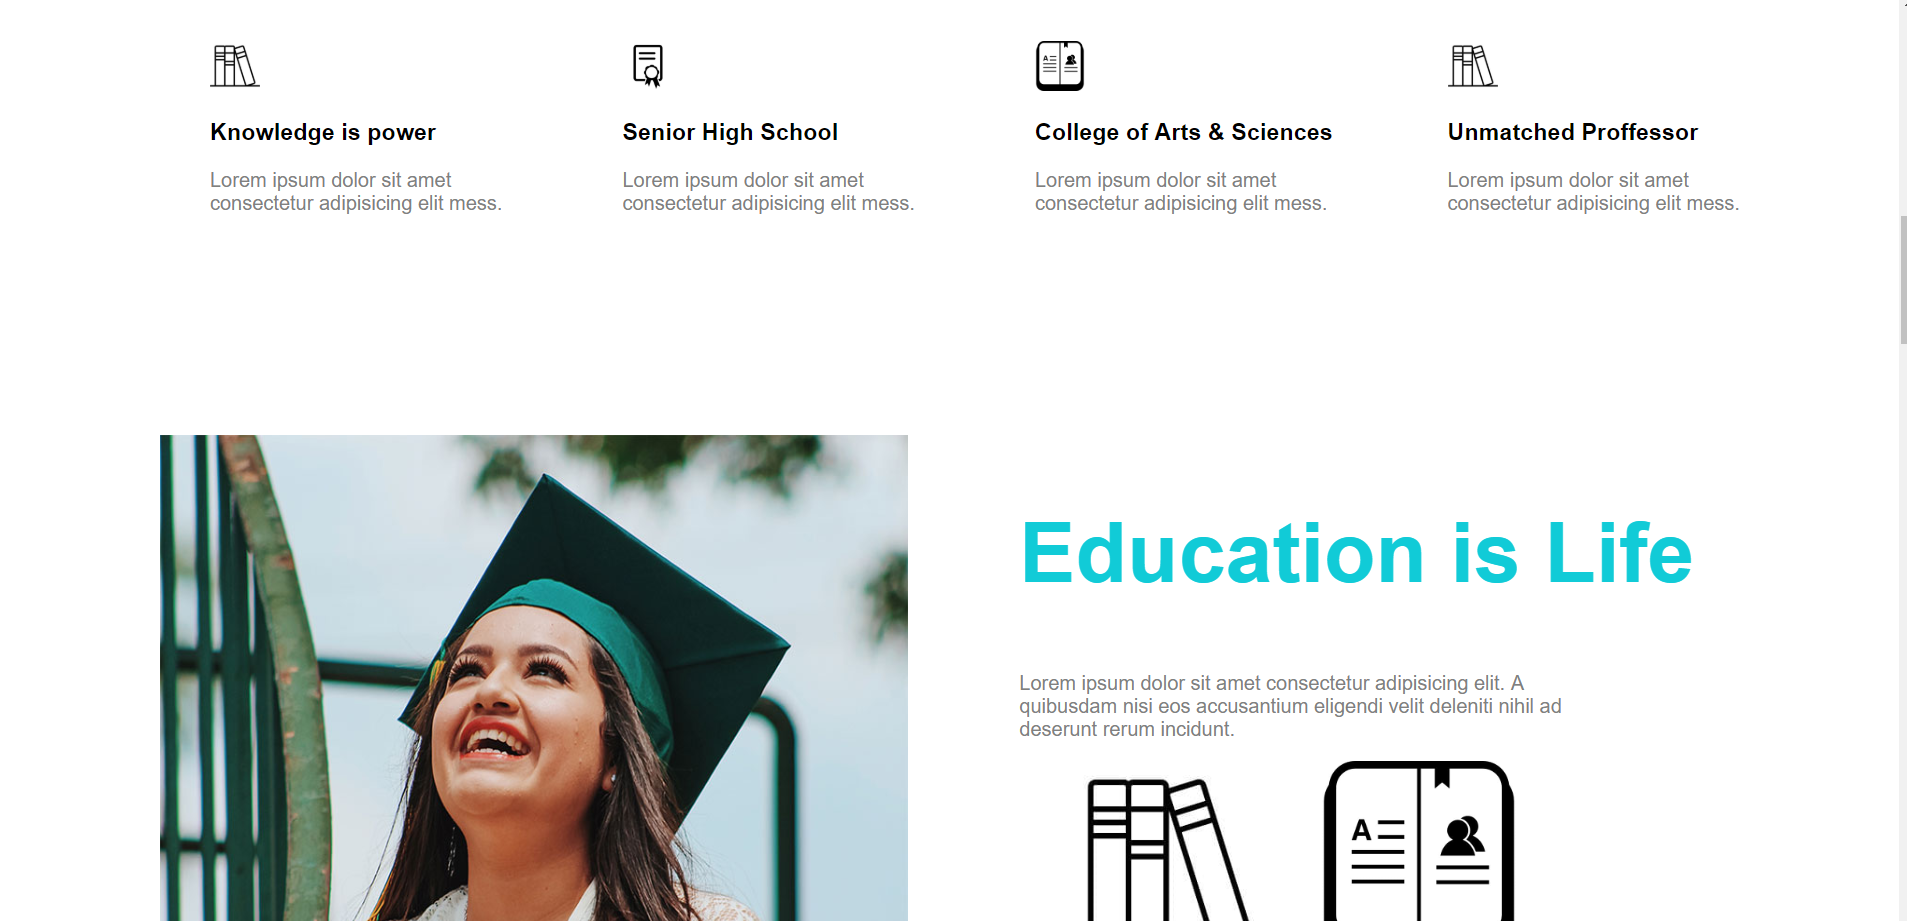 Knowledge is power
Lorem ipsum dolor sit amet
consectetur adipisicing elit mess.
Senior High School
Lorem ipsum dolor sit amet
consectetur adipisicing elit mess.
College of Arts & Sciences
Lorem ipsum dolor sit amet
consectetur adipisicing elit mess.
Unmatched Proffessor
Lorem ipsum dolor sit amet
consectetur adipisicing elit mess.
Education is Life
Lorem ipsum dolor sit amet consectetur adipisicing elit. A
quibusdam nisi eos accusantium eligendi velit deleniti nihil ad
deserunt rerum incidunt.
A